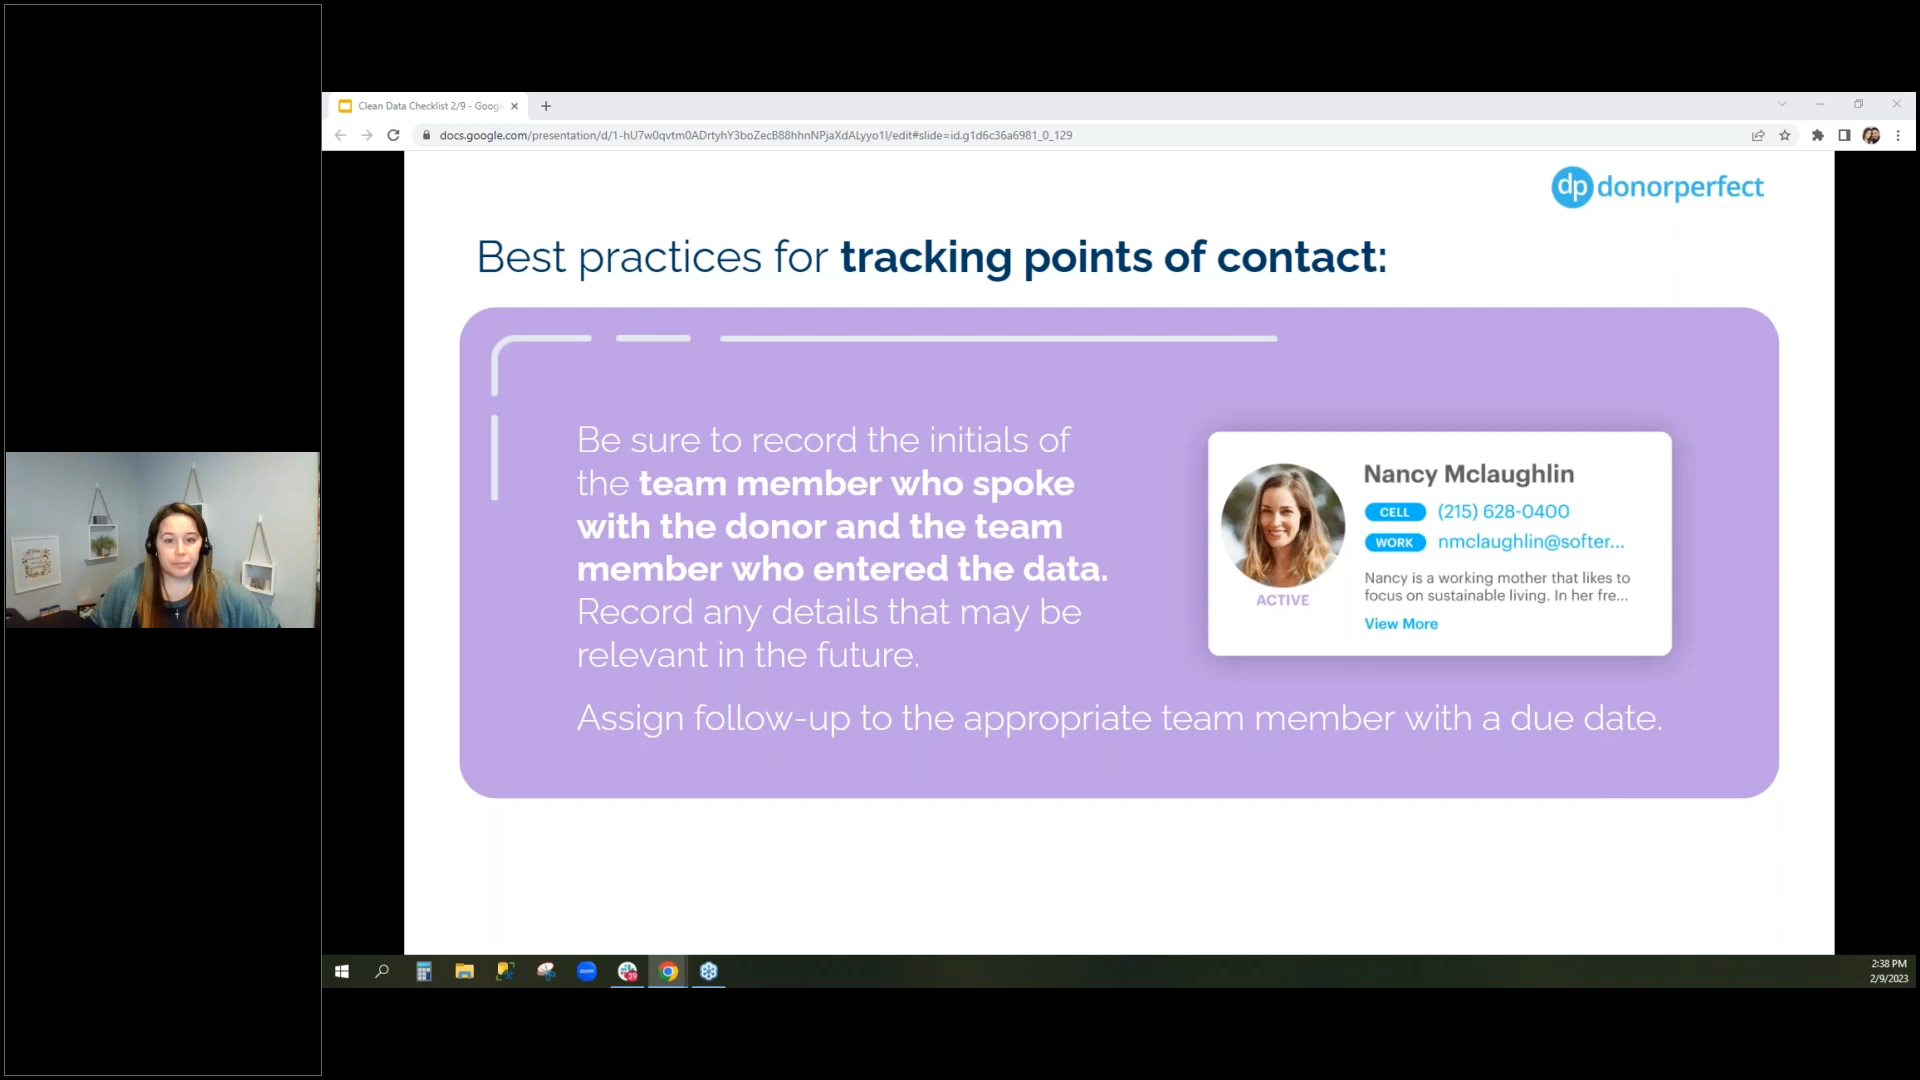 Clean Data Checklist 2/9 - Goog
docs.google.com/presentation/d/1-hU7w0qvtm0ADrtyhY3boZecB88hhnNPjaXdALyyo1I/edit#slide=id.g1d6c36a6981_0_129
dp donorperfect
Best practices for tracking points of contact:
Be sure to record the initials of
the team member who spoke
with the donor and the team
member who entered the data.
Record any details that may be
relevant in the future.
Assign follow-up to the appropriate team member with a due date.
Nancy Mclaughlin
CELL (215) 628-0400
WORK nmclaughlin@softer...
ACTIVE
Nancy is a working mother that likes to
focus on sustainable living. In her fre...
View More
zoom
39
2:38 PM
2/9/2023